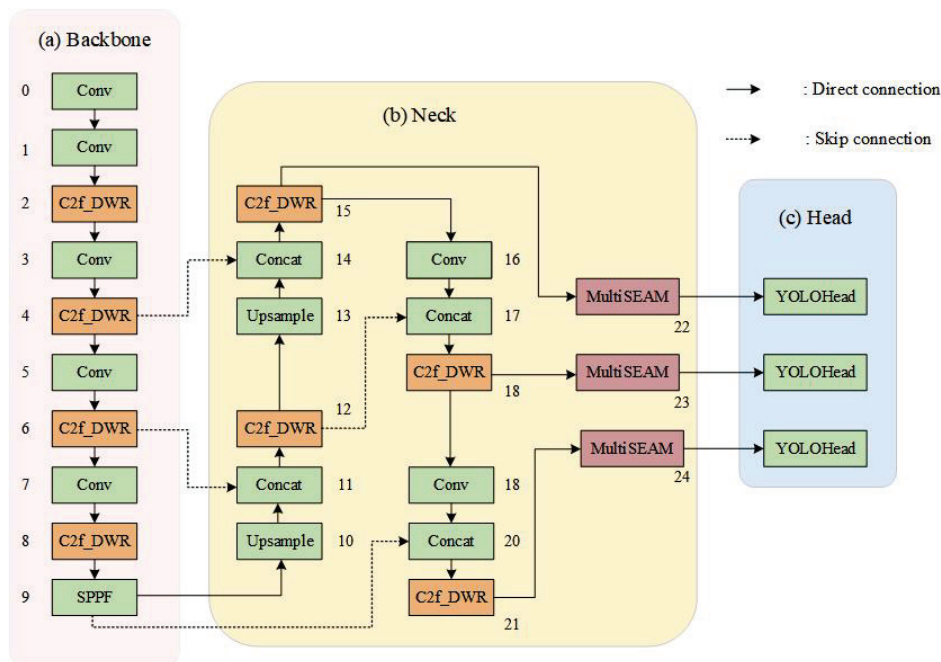 (a) Backbone
0 Conv
1 Conv
2 C2f_DWR
3 Conv
4 C2f_DWR
5 Conv
6 C2f_DWR
7 Conv
8 C2f_DWR
9 SPPF
(b) Neck
C2f_DWR 15
Concat 14
Upsample 13
C2f_DWR 12
Concat 11
Upsample 10
Conv 16
Concat 17
C2f_DWR 18
Conv 18
Concat 20
C2f_DWR 21
MultiSEAM 22
MultiSEAM 23
MultiSEAM 24
: Direct connection
: Skip connection
(c) Head
YOLOHead
YOLOHead
YOLOHead